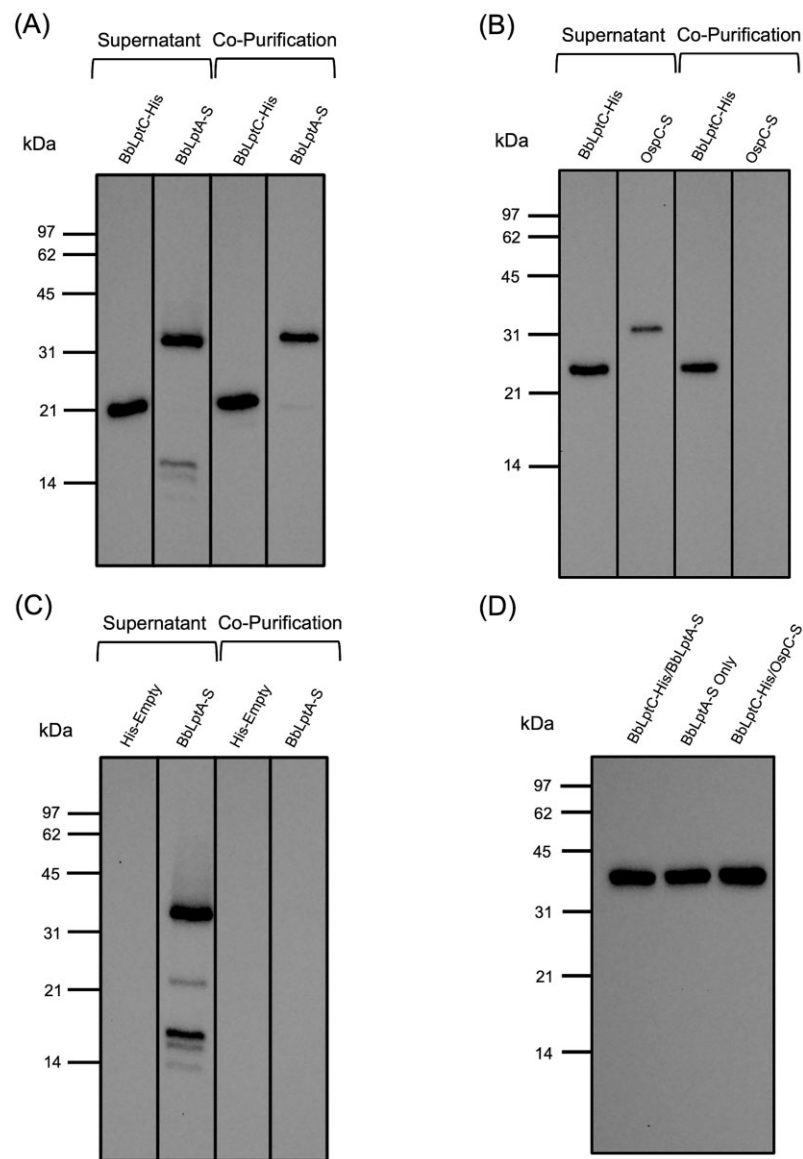 (A)
Supernatant Co-Purification
BbLptC-His BbLptA-S BbLptC-His BbLptA-S
kDa
97
62
45
31
21
14
(B)
Supernatant Co-Purification
BbLptC-His OspC-S BbLptC-His OspC-S
kDa
97
62
45
31
21
14
(C)
Supernatant Co-Purification
His-Empty BbLptA-S His-Empty BbLptA-S
kDa
97
62
45
31
21
14
(D)
BbLptC-His/BbLptA-S BbLptA-S Only BbLptC-His/OspC-S
kDa
97
62
45
31
21
14